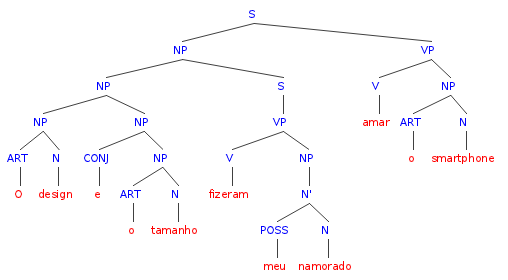 S
NP VP
NP S V NP
NP NP VP amar ART N
ART N CONJ NP V NP o smartphone
O design e ART N fizeram N'
o tamanho POSS N
meu namorado